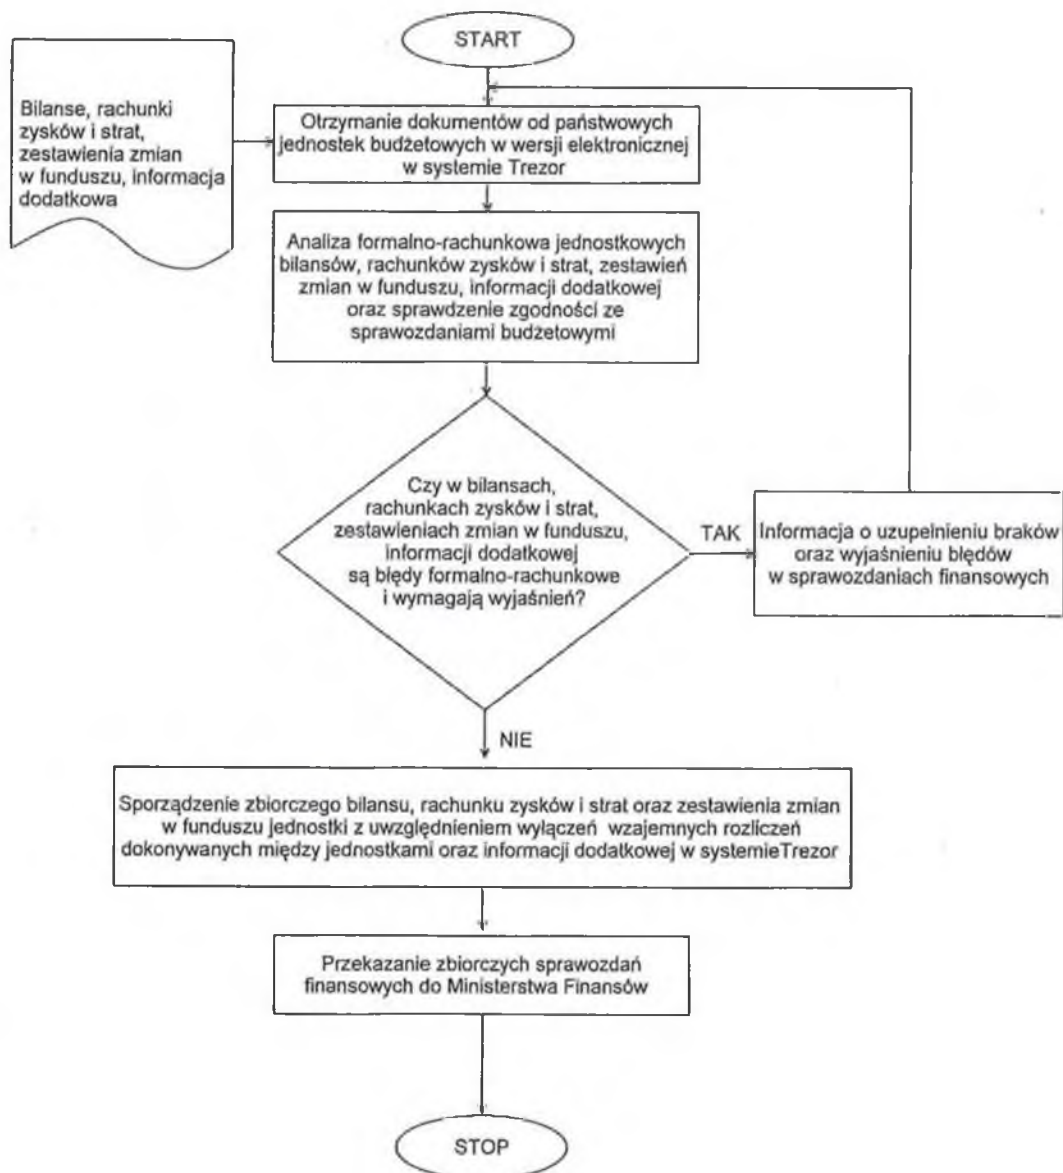 START
Bilanse, rachunki
zysków i strat,
zestawienia zmian
w funduszu, informacja
dodatkowa
Otrzymanie dokumentów od państwowych
jednostek budżetowych w wersji elektronicznej
w systemie Trezor
Analiza formalno-rachunkowa jednostkowych
bilansów, rachunków zysków i strat, zestawień
zmian w funduszu, informacji dodatkowej
oraz sprawdzenie zgodności ze
sprawozdaniami budżetowymi
Czy w bilansach,
rachunkach zysków i strat,
zestawieniach zmian w funduszu,
informacji dodatkowej
są błędy formalno-rachunkowe
i wymagają wyjaśnień?
TAK
Informacja o uzupełnieniu braków
oraz wyjaśnieniu błędów
w sprawozdaniach finansowych
NIE
Sporządzenie zbiorczego bilansu, rachunku zysków i strat oraz zestawienia zmian
w funduszu jednostki z uwzględnieniem wyłączeń wzajemnych rozliczeń
dokonywanych między jednostkami oraz informacji dodatkowej w systemieTrezor
Przekazanie zbiorczych sprawozdań
finansowych do Ministerstwa Finansów
STOP